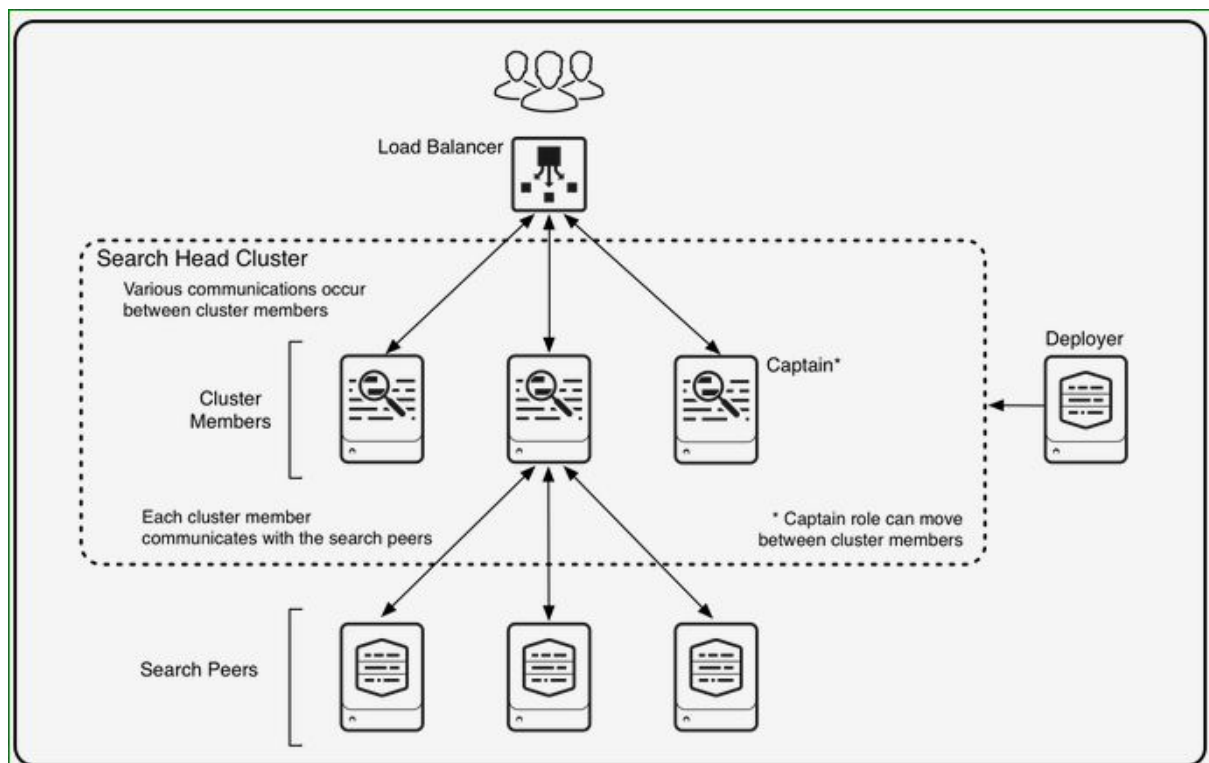 Load Balancer
Search Head Cluster
Various communications occur
between cluster members
Deployer
Captain*
Cluster
Members
Each cluster member
communicates with the search peers
* Captain role can move
between cluster members
Search Peers